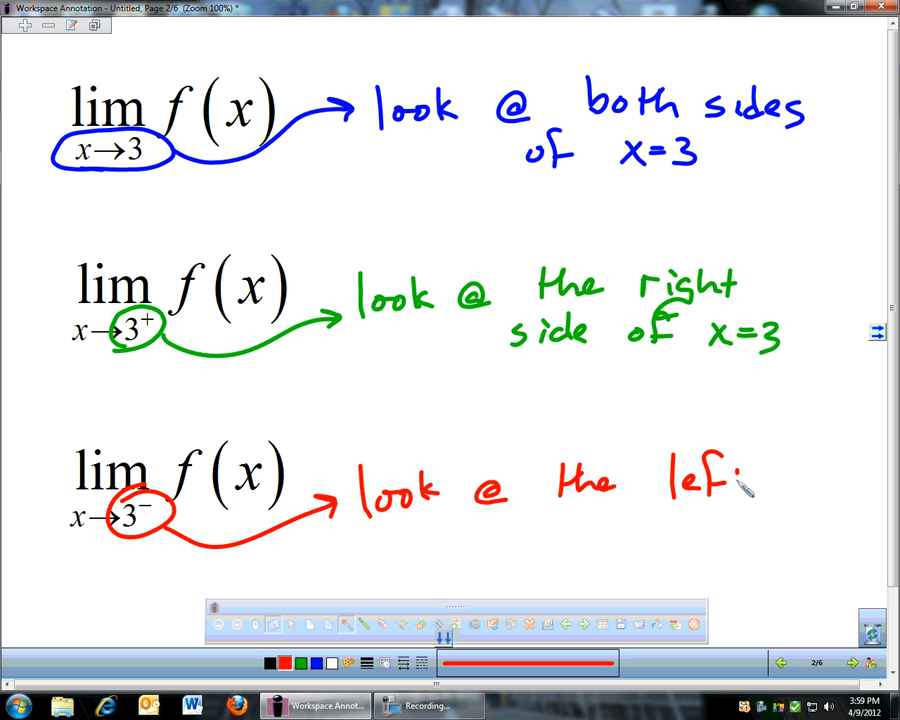 Workspace Annotation - Untitled, Page 2/6 (Zoom 100%) *
lim f(x) look @ both sides
x→3 of x=3
lim f(x) look @ the right
x→3⁺ side of x=3
lim f(x) look @ the lef
x→3⁻
2/6
Workspace Annot...
Recording...
3:59 PM
4/9/2012